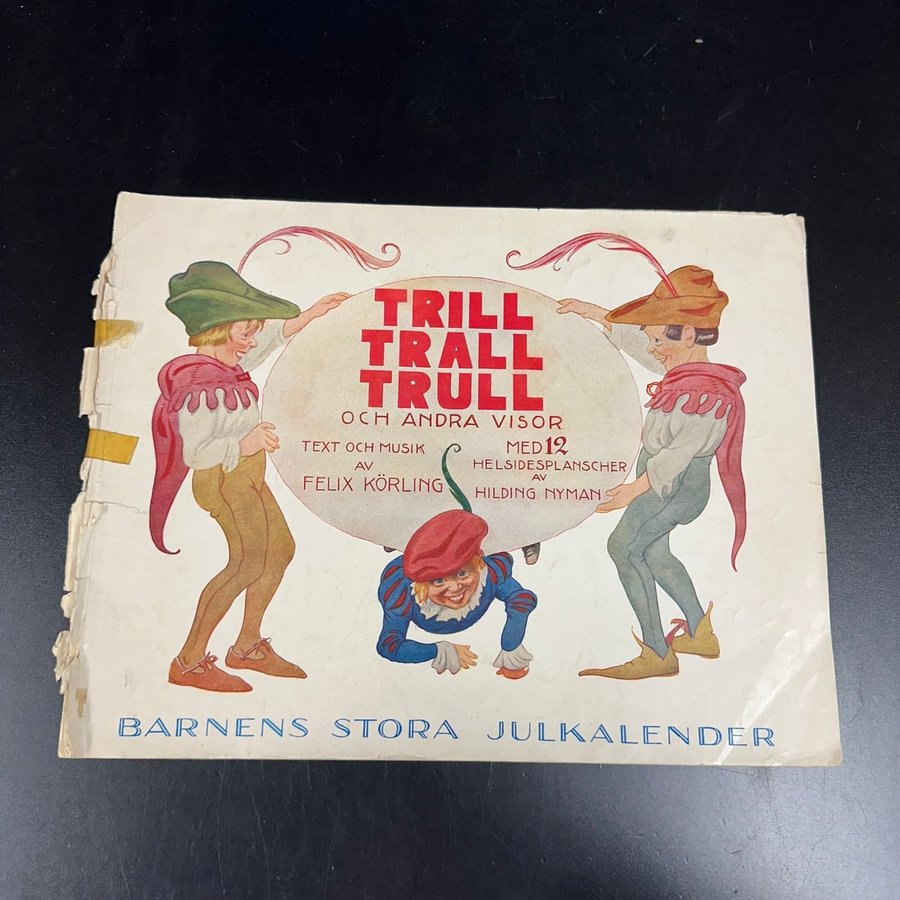 TRILL
TRALL
TRULL
OCH ANDRA VISOR
TEXT OCH MUSIK
AV
FELIX KÖRLING
MED 12
HELSIDESPLANSCHER
AV
HILDING NYMAN
BARNENS STORA JULKALENDER